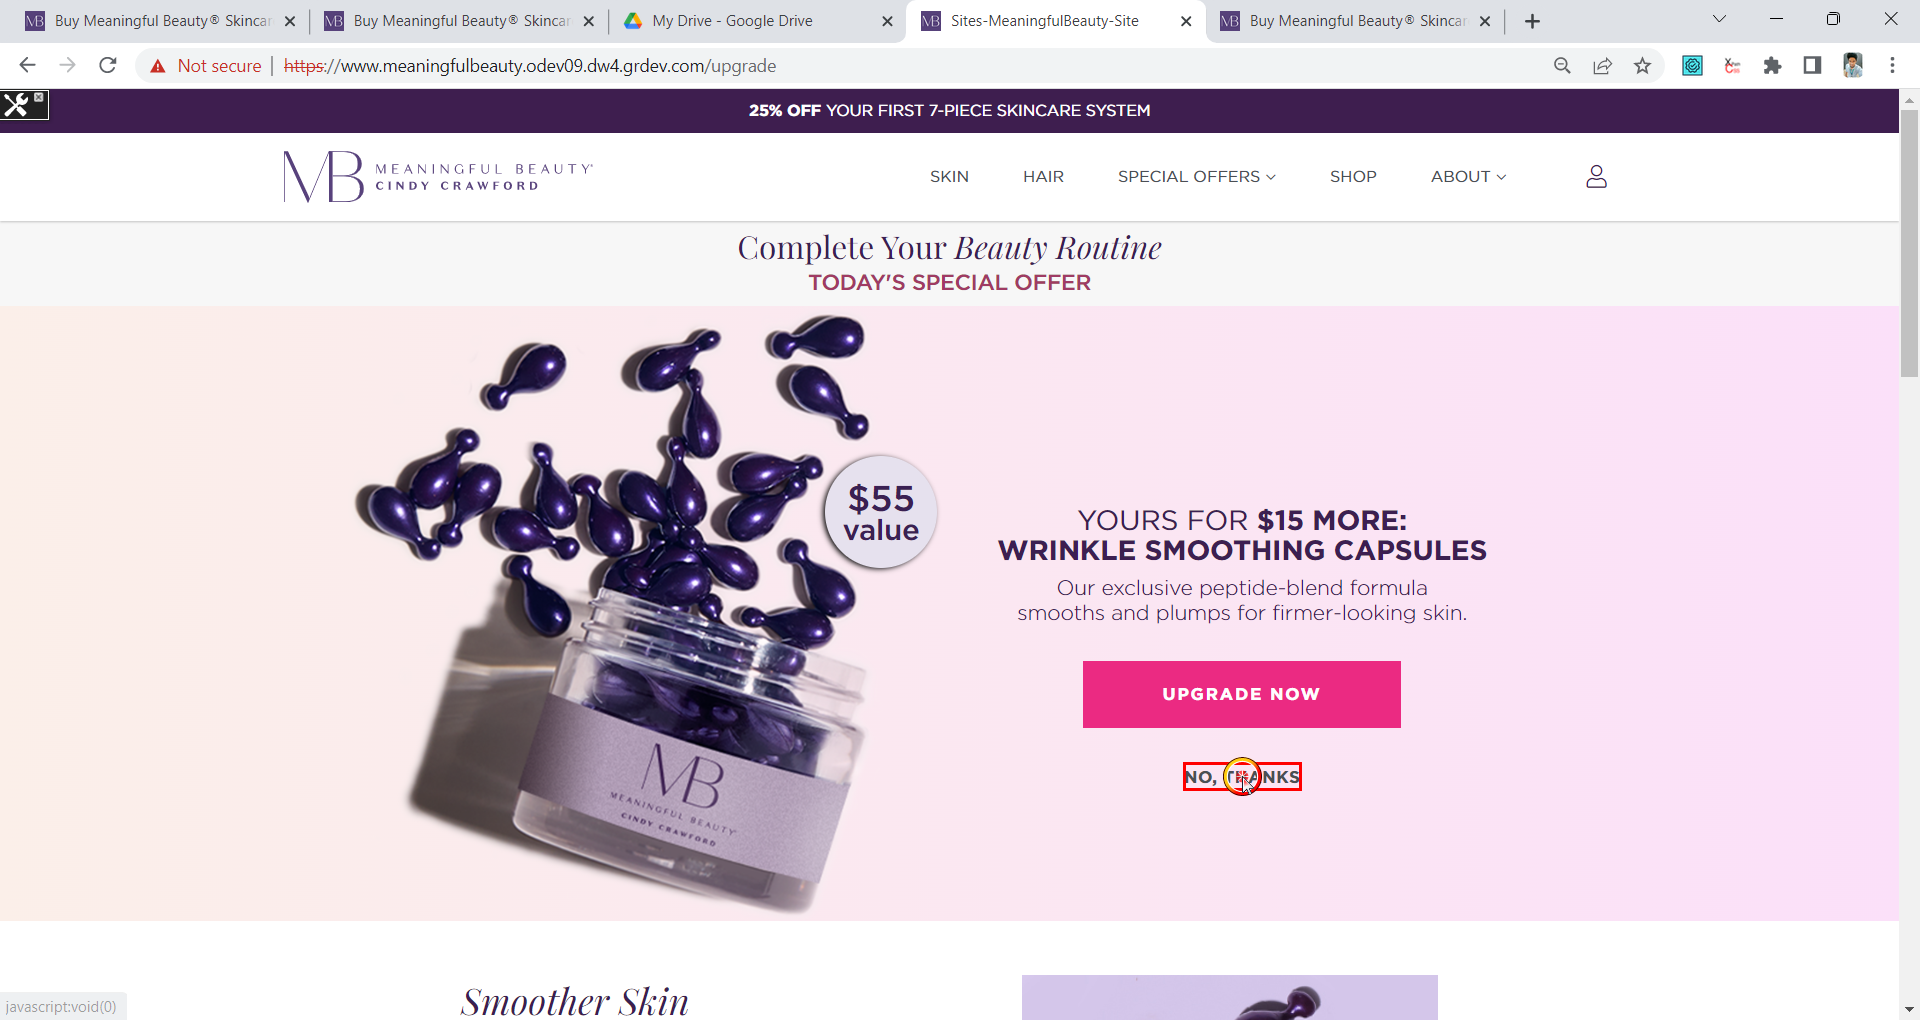 Buy Meaningful Beauty® Skincar
Buy Meaningful Beauty® Skincar
My Drive - Google Drive
Sites-MeaningfulBeauty-Site
Buy Meaningful Beauty® Skincar
Not secure
https://www.meaningfulbeauty.odev09.dw4.grdev.com/upgrade
25% OFF YOUR FIRST 7-PIECE SKINCARE SYSTEM
MB MEANINGFUL BEAUTY®
CINDY CRAWFORD
SKIN
HAIR
SPECIAL OFFERS
SHOP
ABOUT
Complete Your Beauty Routine
TODAY'S SPECIAL OFFER
$55
value
YOURS FOR $15 MORE:
WRINKLE SMOOTHING CAPSULES
Our exclusive peptide-blend formula
smooths and plumps for firmer-looking skin.
UPGRADE NOW
NO, THANKS
MB
MEANINGFUL BEAUTY®
CINDY CRAWFORD
Smoother Skin
javascript:void(0)